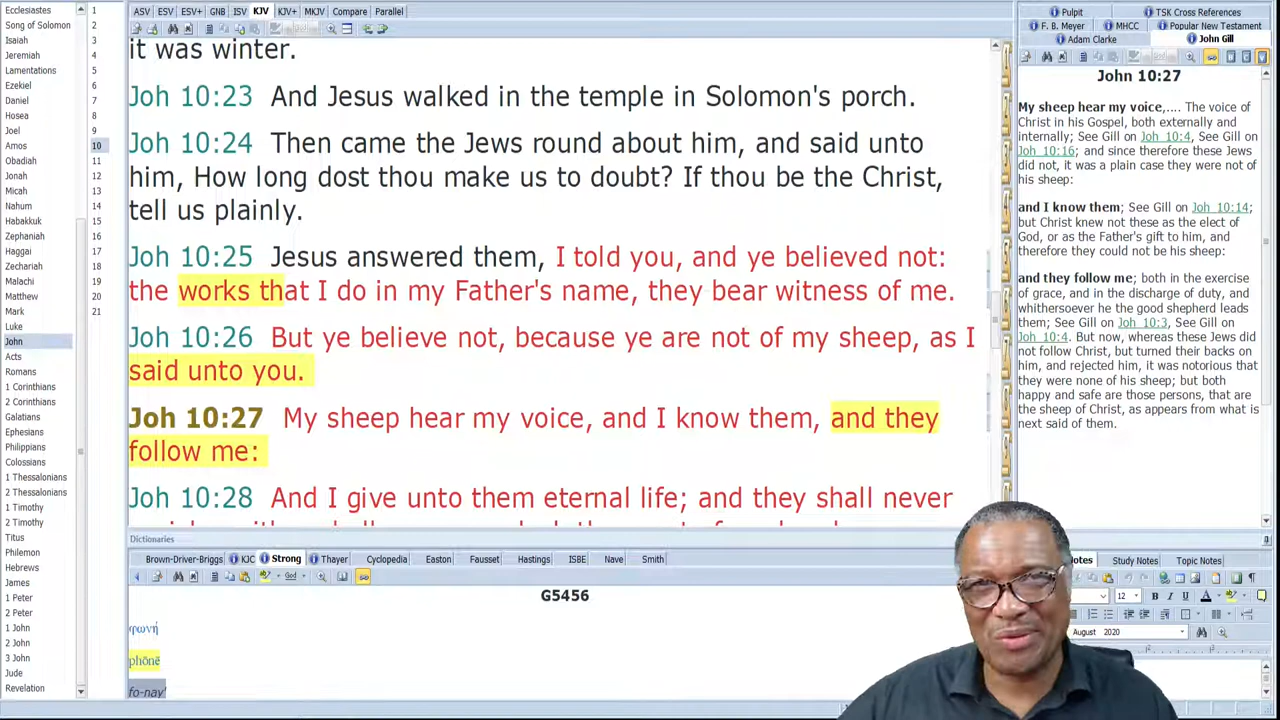 Ecclesiastes
Song of Solomon
Isaiah
Jeremiah
Lamentations
Ezekiel
Daniel
Hosea
Joel
Amos
Obadiah
Jonah
Micah
Nahum
Habakkuk
Zephaniah
Haggai
Zechariah
Malachi
Matthew
Mark
Luke
John
Acts
Romans
1 Corinthians
2 Corinthians
Galatians
Ephesians
Philippians
Colossians
1 Thessalonians
2 Thessalonians
1 Timothy
2 Timothy
Titus
Philemon
Hebrews
James
1 Peter
2 Peter
1 John
2 John
3 John
Jude
Revelation
1
2
3
4
5
6
7
8
9
10
11
12
13
14
15
16
17
18
19
20
21
ASV ESV ESV+ GNB ISV KJV KJV+ MKJV Compare Parallel
it was winter.
Joh 10:23 And Jesus walked in the temple in Solomon's porch.
Joh 10:24 Then came the Jews round about him, and said unto
him, How long dost thou make us to doubt? If thou be the Christ,
tell us plainly.
Joh 10:25 Jesus answered them, I told you, and ye believed not:
the works that I do in my Father's name, they bear witness of me.
Joh 10:26 But ye believe not, because ye are not of my sheep, as I
said unto you.
Joh 10:27 My sheep hear my voice, and I know them, and they
follow me:
Joh 10:28 And I give unto them eternal life; and they shall never
Dictionaries
Brown-Driver-Briggs KJC Strong Thayer Cyclopedia Easton Fausset Hastings ISBE Nave Smith
God
G5456
φωνή
phōnē
fo-nay'
Pulpit TSK Cross References
F. B. Meyer MHCC Popular New Testament
Adam Clarke John Gill
John 10:27
My sheep hear my voice,.... The voice of
Christ in his Gospel, both externally and
internally; See Gill on Joh_10:4, See Gill on
Joh_10:16; and since therefore these Jews
did not, it was a plain case they were not of
his sheep:
and I know them; See Gill on Joh_10:14;
but Christ knew not these as the elect of
God, or as the Father's gift to him, and
therefore they could not be his sheep:
and they follow me; both in the exercise
of grace, and in the discharge of duty, and
whithersoever he the good shepherd leads
them; See Gill on Joh_10:3, See Gill on
Joh_10:4. But now, whereas these Jews did
not follow Christ, but turned their backs on
him, and rejected him, it was notorious that
they were none of his sheep; but both
happy and safe are those persons, that are
the sheep of Christ, as appears from what is
next said of them.
Study Notes Topic Notes
12 B I U A
August 2020